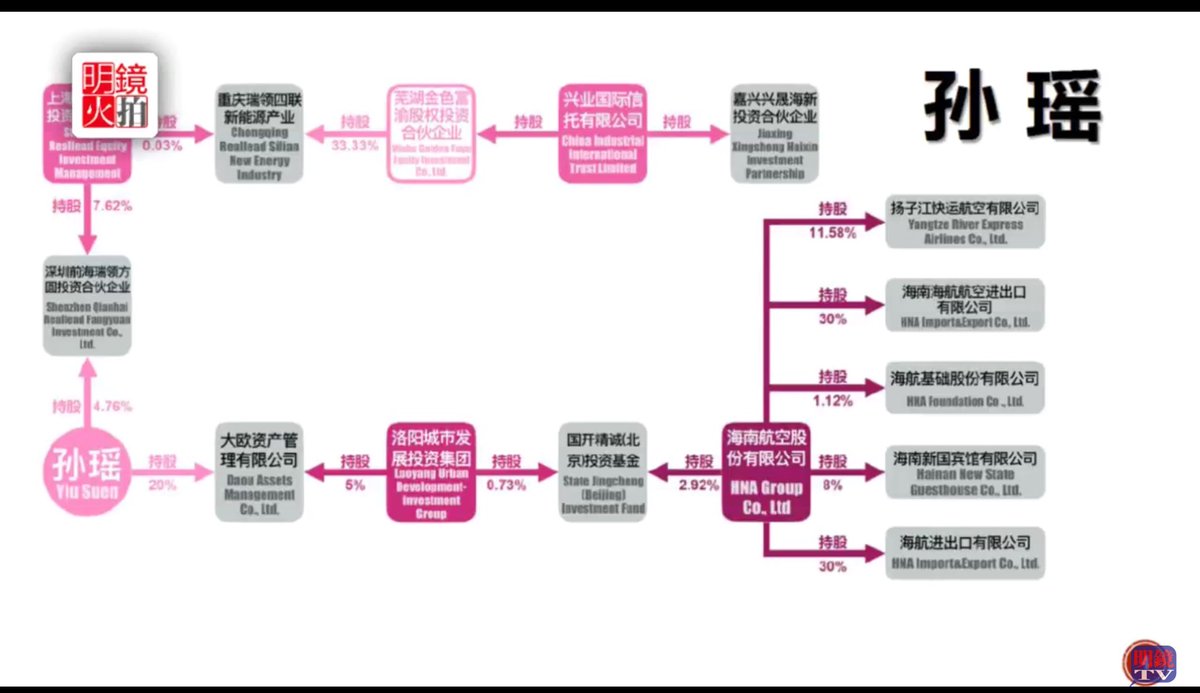 明鏡
火拍
孙 瑶
上海
投资
Reallead Equity
Investment
Management
持股
0.03%
重庆瑞领四联
新能源产业
Chongqing
Reallead Silian
New Energy
Industry
持股
33.33%
芜湖金色富
渝股权投资
合伙企业
Equity Investment
Co., Ltd.
持股
兴业国际信
托有限公司
China Industrial
International
Trust Limited
持股
嘉兴兴晟海新
投资合伙企业
Jiaxing
Xingsheng Haixin
Investment
Partnership
持股 7.62%
深圳前海瑞领方
圆投资合伙企业
Shenzhen Qianhai
Reallead Fangyuan
Investment Co.,
Ltd.
持股 4.76%
孙瑶
Yiu Suen
持股
20%
大欧资产管
理有限公司
Daou Assets
Management
Co., Ltd.
持股
5%
洛阳城市发
展投资集团
Luoyang Urban
Development-
Investment
Group
持股
0.73%
国开精诚(北
京)投资基金
State Jingcheng
(Beijing)
Investment Fund
持股
2.92%
海南航空股
份有限公司
HNA Group
Co., Ltd
持股
11.58%
扬子江快运航空有限公司
Yangtze River Express
Airlines Co., Ltd.
持股
30%
海南海航航空进出口
有限公司
HNA Import&Export Co., Ltd.
持股
1.12%
海航基础股份有限公司
HNA Foundation Co ., Ltd.
持股
8%
海南新国宾馆有限公司
Hainan New State
Guesthouse Co., Ltd.
持股
30%
海航进出口有限公司
HNA Import&Export Co., Ltd.
明鏡
TV